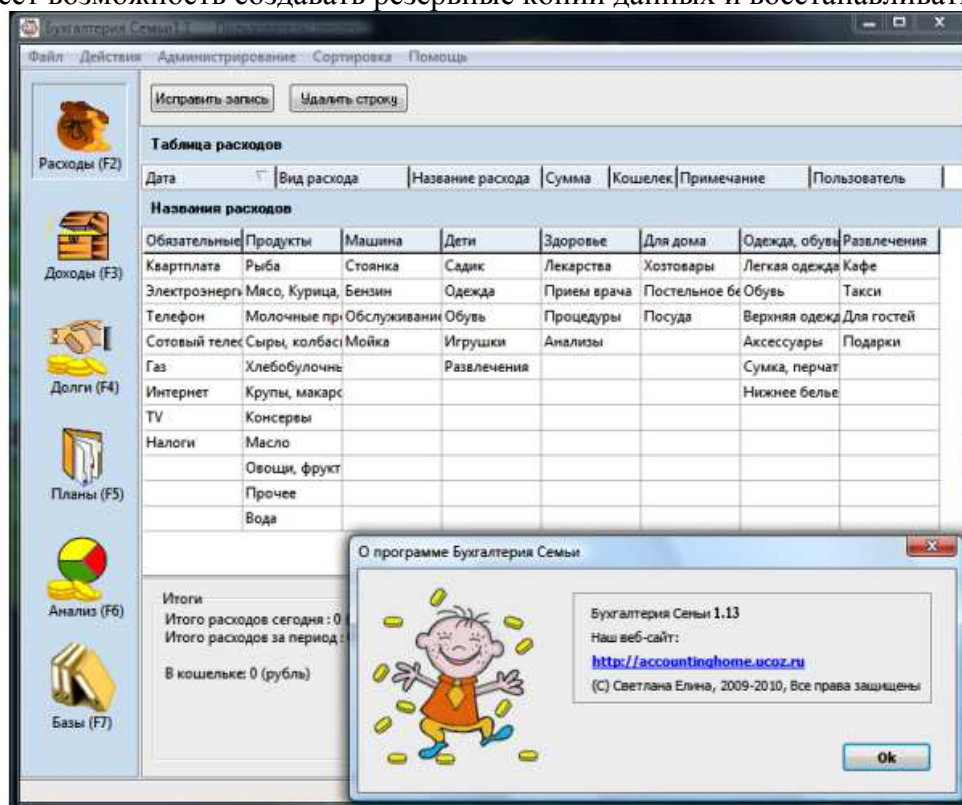 сет возможность создавать резервные копии данных и восстанавливат
Бухгалтерия Семьи 1.1
Файл Действия Администрирование Сортировка Помощь
Исправить запись Удалить строку
Таблица расходов
Дата Вид расхода Название расхода Сумма Кошелек Примечание Пользователь
Названия расходов
Обязательные Продукты Машина Дети Здоровье Для дома Одежда, обувь Развлечения
Квартплата Рыба Стоянка Садик Лекарства Хозтовары Легкая одежда Кафе
Электроэнерги Мясо, Курица, Бензин Одежда Прием врача Постельное бе Обувь Такси
Телефон Молочные пр Обслуживани Обувь Процедуры Посуда Верхняя одежд Для гостей
Сотовый телес Сыры, колбас Мойка Игрушки Анализы Аксессуары Подарки
Газ Хлебобулочнь Развлечения Сумка, перчат
Интернет Крупы, макарс Нижнее белье
TV Консервы
Налоги Масло
Овощи, фрукт
Прочее
Вода
Расходы (F2)
Доходы (F3)
Долги (F4)
Планы (F5)
Анализ (F6)
Базы (F7)
Итоги
Итого расходов сегодня : 0
Итого расходов за период :
В кошельке: 0 (рубль)
О программе Бухгалтерия Семьи
Бухгалтерия Семьи 1.13
Наш веб-сайт:
http://accountinghome.ucoz.ru
(С) Светлана Елина, 2009-2010, Все права защищены
Ok